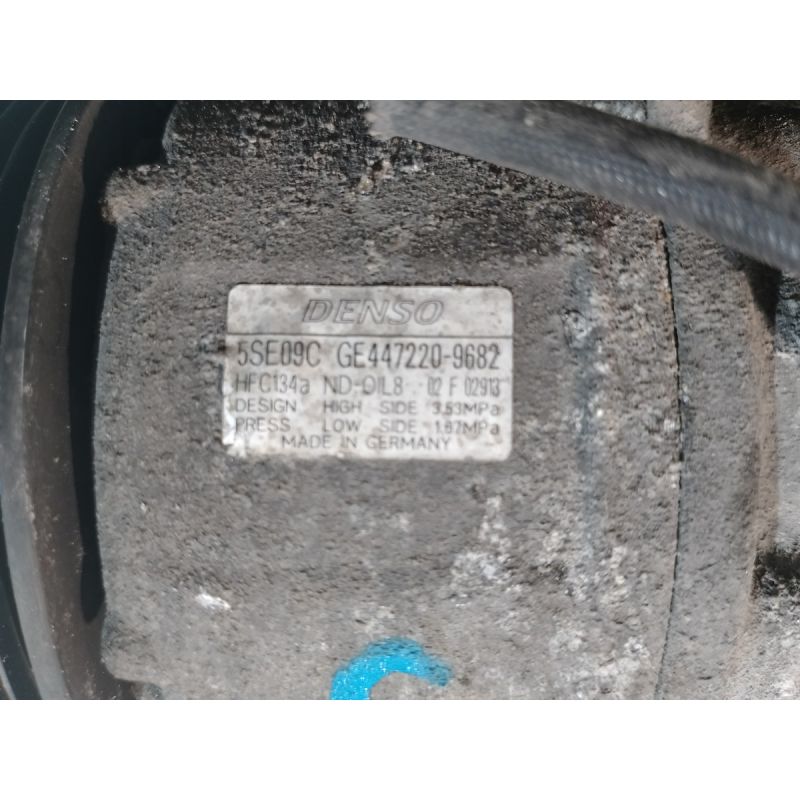 DENSO
5SE09C GE447220-9682
HFC134a ND-OIL8 02 F 02913
DESIGN HIGH SIDE 3.53MPa
PRESS LOW SIDE 1.67MPa
MADE IN GERMANY